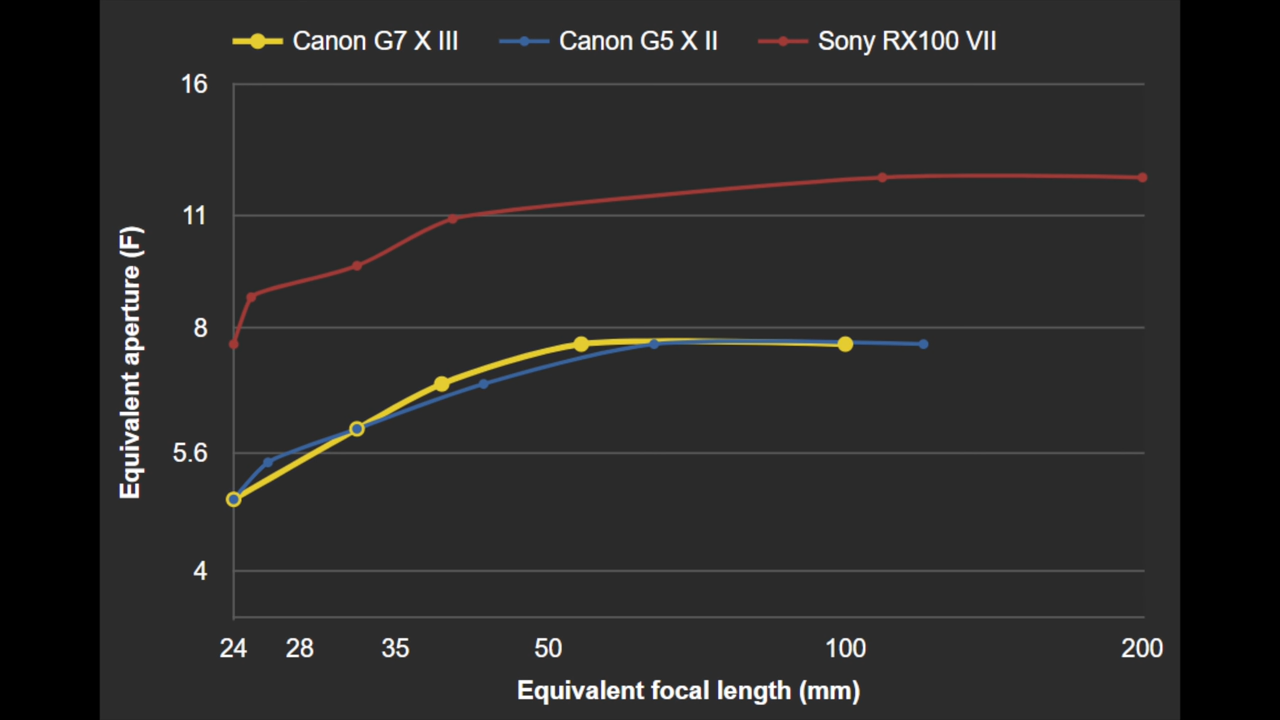 Canon G7 X III Canon G5 X II Sony RX100 VII
16
11
8
5.6
4
Equivalent aperture (F)
24 28 35 50 100 200
Equivalent focal length (mm)